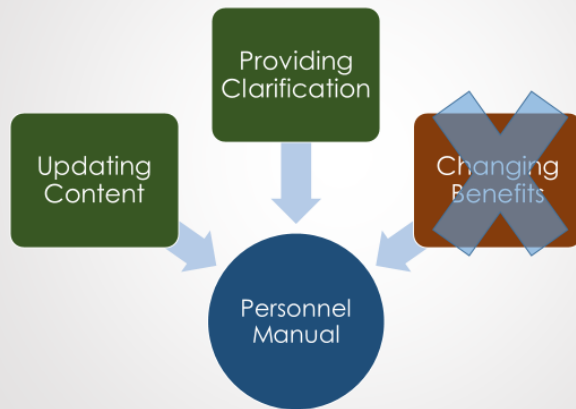 Providing
Clarification
Updating
Content
Changing
Benefits
Personnel
Manual